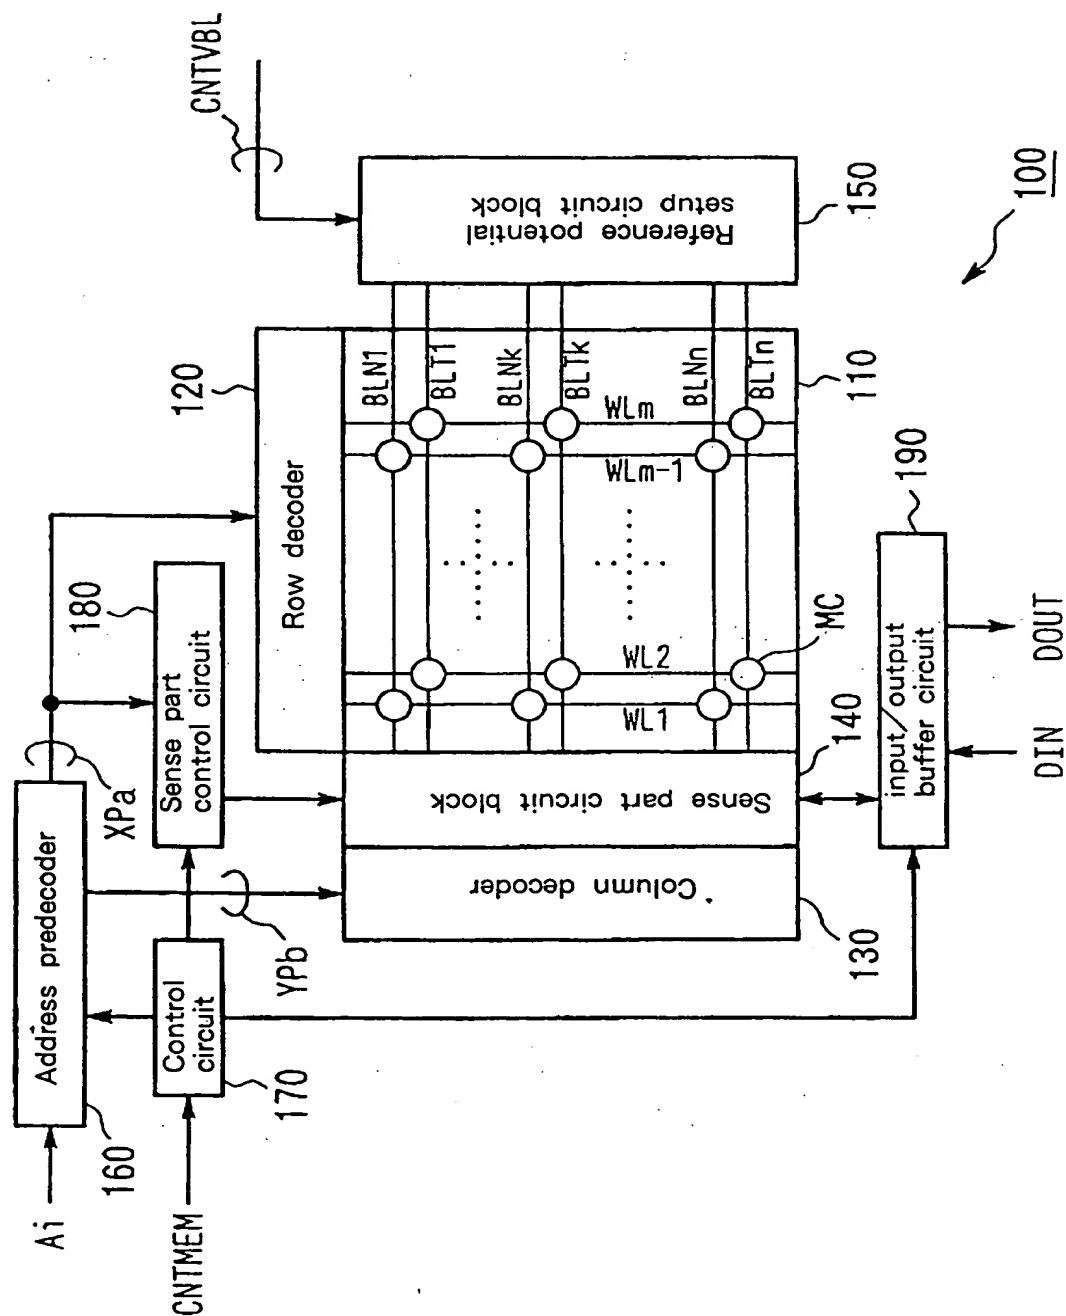 Ai
160
Address predecoder
XPa
CNTMEM
170
Control
circuit
180
Sense part
control circuit
YPb
120
Row decoder
CNTVBL
130
Column decoder
140
Sense part circuit block
BLN1
BLT1
BLNk
BLTk
BLNn
BLTn
WL1
WL2
WLm-1
WLm
MC
110
Reference potential
setup circuit block
150
190
input/output
buffer circuit
DIN
DOUT
100